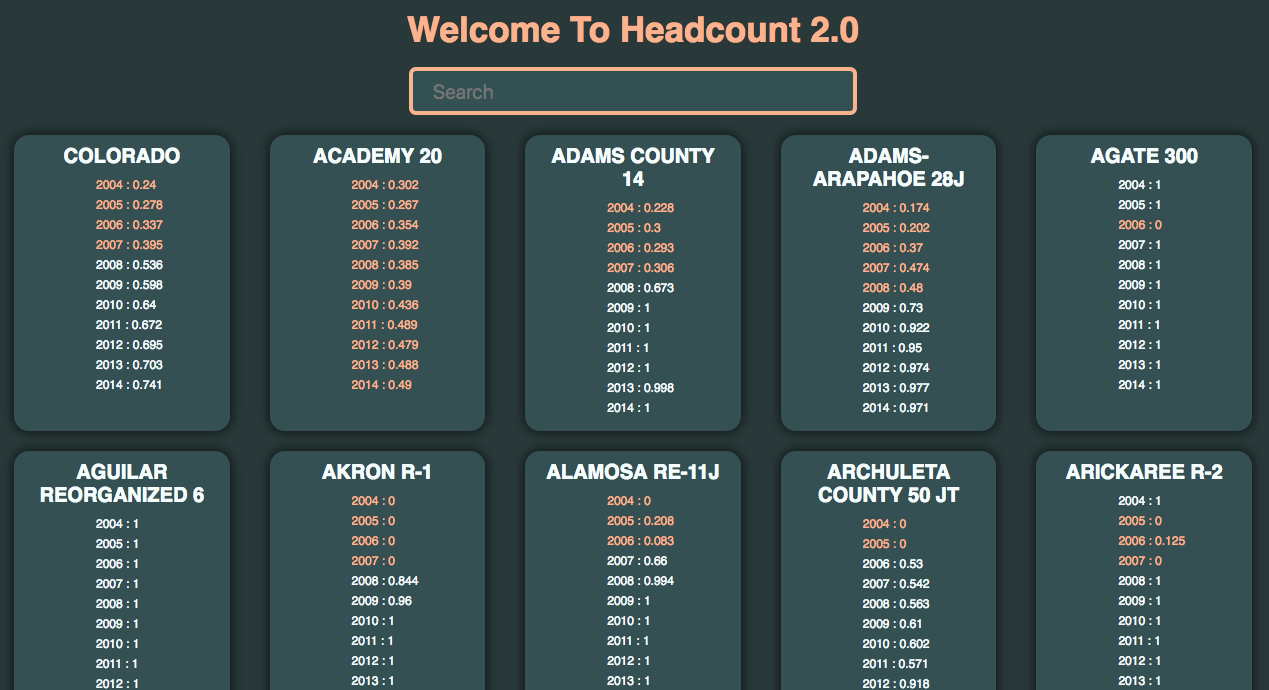 Welcome To Headcount 2.0
Search
COLORADO
2004 : 0.24
2005 : 0.278
2006 : 0.337
2007 : 0.395
2008 : 0.536
2009 : 0.598
2010 : 0.64
2011 : 0.672
2012 : 0.695
2013 : 0.703
2014 : 0.741
ACADEMY 20
2004 : 0.302
2005 : 0.267
2006 : 0.354
2007 : 0.392
2008 : 0.385
2009 : 0.39
2010 : 0.436
2011 : 0.489
2012 : 0.479
2013 : 0.488
2014 : 0.49
ADAMS COUNTY
14
2004 : 0.228
2005 : 0.3
2006 : 0.293
2007 : 0.306
2008 : 0.673
2009 : 1
2010 : 1
2011 : 1
2012 : 1
2013 : 0.998
2014 : 1
ADAMS-
ARAPAHOE 28J
2004 : 0.174
2005 : 0.202
2006 : 0.37
2007 : 0.474
2008 : 0.48
2009 : 0.73
2010 : 0.922
2011 : 0.95
2012 : 0.974
2013 : 0.977
2014 : 0.971
AGATE 300
2004 : 1
2005 : 1
2006 : 0
2007 : 1
2008 : 1
2009 : 1
2010 : 1
2011 : 1
2012 : 1
2013 : 1
2014 : 1
AGUILAR
REORGANIZED 6
2004 : 1
2005 : 1
2006 : 1
2007 : 1
2008 : 1
2009 : 1
2010 : 1
2011 : 1
2012 : 1
AKRON R-1
2004 : 0
2005 : 0
2006 : 0
2007 : 0
2008 : 0.844
2009 : 0.96
2010 : 1
2011 : 1
2012 : 1
2013 : 1
ALAMOSA RE-11J
2004 : 0
2005 : 0.208
2006 : 0.083
2007 : 0.66
2008 : 0.994
2009 : 1
2010 : 1
2011 : 1
2012 : 1
2013 : 1
ARCHULETA
COUNTY 50 JT
2004 : 0
2005 : 0
2006 : 0.53
2007 : 0.542
2008 : 0.563
2009 : 0.61
2010 : 0.602
2011 : 0.571
2012 : 0.918
ARICKAREE R-2
2004 : 1
2005 : 0
2006 : 0.125
2007 : 0
2008 : 1
2009 : 1
2010 : 1
2011 : 1
2012 : 1
2013 : 1